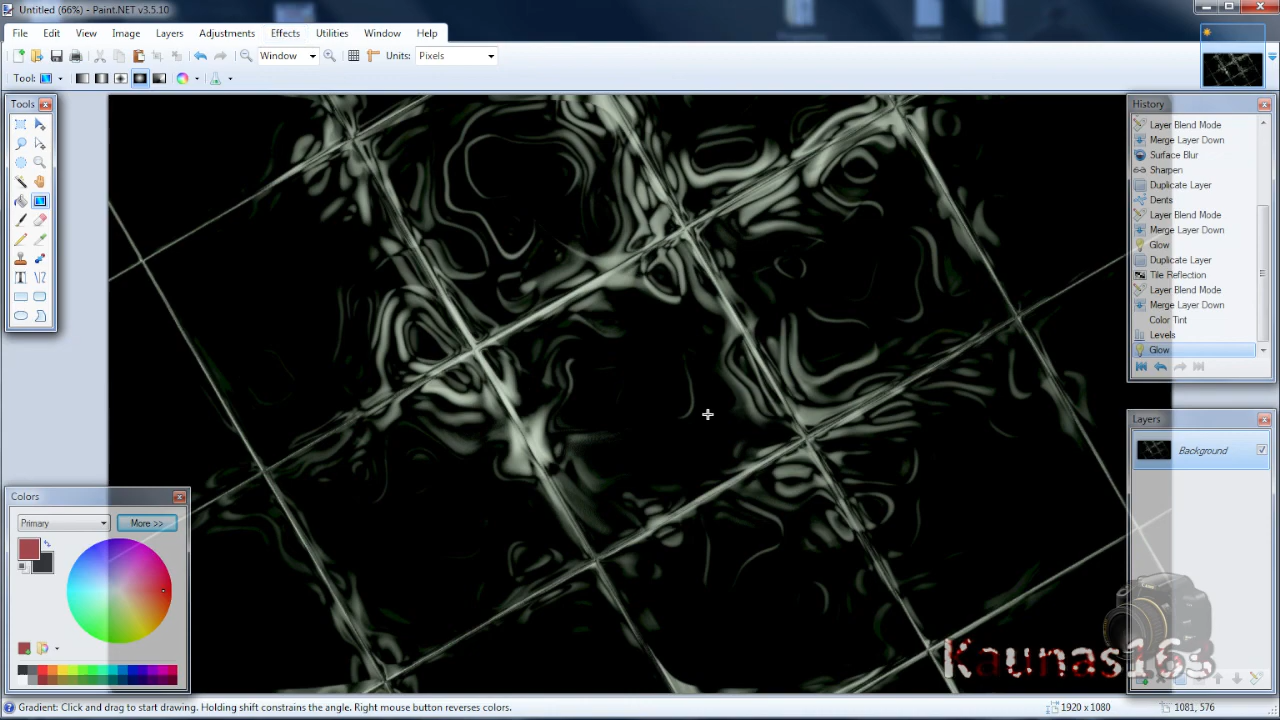 Untitled (66%) - Paint.NET v3.5.10
File Edit View Image Layers Adjustments Effects Utilities Window Help
Window Units: Pixels
Tool:
Tools
History
Layer Blend Mode
Merge Layer Down
Surface Blur
Sharpen
Duplicate Layer
Dents
Layer Blend Mode
Merge Layer Down
Glow
Duplicate Layer
Tile Reflection
Layer Blend Mode
Merge Layer Down
Color Tint
Levels
Glow
Layers
Background
Colors
Primary More >>
Kaunas163
Gradient: Click and drag to start drawing. Holding shift constrains the angle. Right mouse button reverses colors. 1920 x 1080 1081, 576